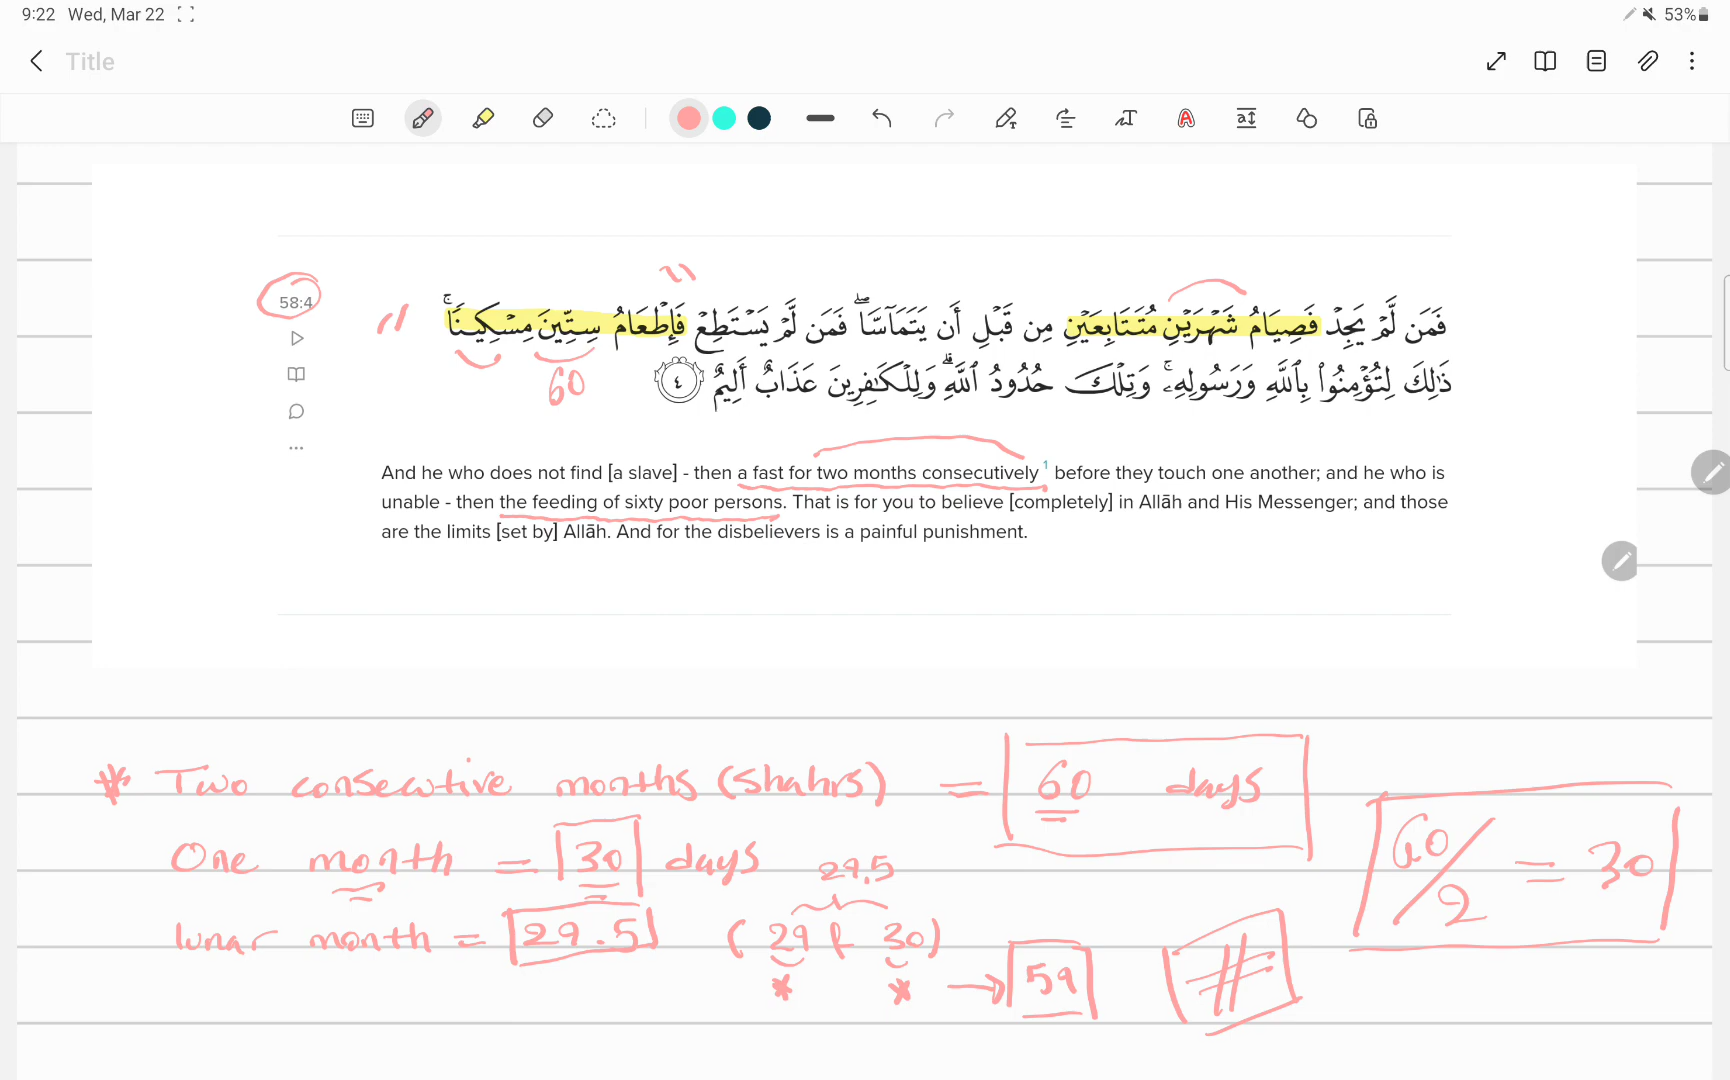 9:22 Wed, Mar 22
53%
Title
58:4
فَمَن لَّمْ يَجِدْ فَصِيَامُ شَهْرَيْنِ مُتَتَابِعَيْنِ مِن قَبْلِ أَن يَتَمَآسَّا ۖ فَمَن لَّمْ يَسْتَطِعْ فَإِطْعَامُ سِتِّينَ مِسْكِينًا ۚ
60
ذَٰلِكَ لِتُؤْمِنُوا۟ بِٱللَّهِ وَرَسُولِهِۦ ۚ وَتِلْكَ حُدُودُ ٱللَّهِ ۗ وَلِلْكَـٰفِرِينَ عَذَابٌ أَلِيمٌ ٤
And he who does not find [a slave] - then a fast for two months consecutively 1 before they touch one another; and he who is
unable - then the feeding of sixty poor persons. That is for you to believe [completely] in Allāh and His Messenger; and those
are the limits [set by] Allāh. And for the disbelievers is a painful punishment.
* Two consecutive months (shahrs) = 60 days
One month = 30 days
29.5
60/2 = 30
lunar month = 29.5 (29 & 30)
* * → 59